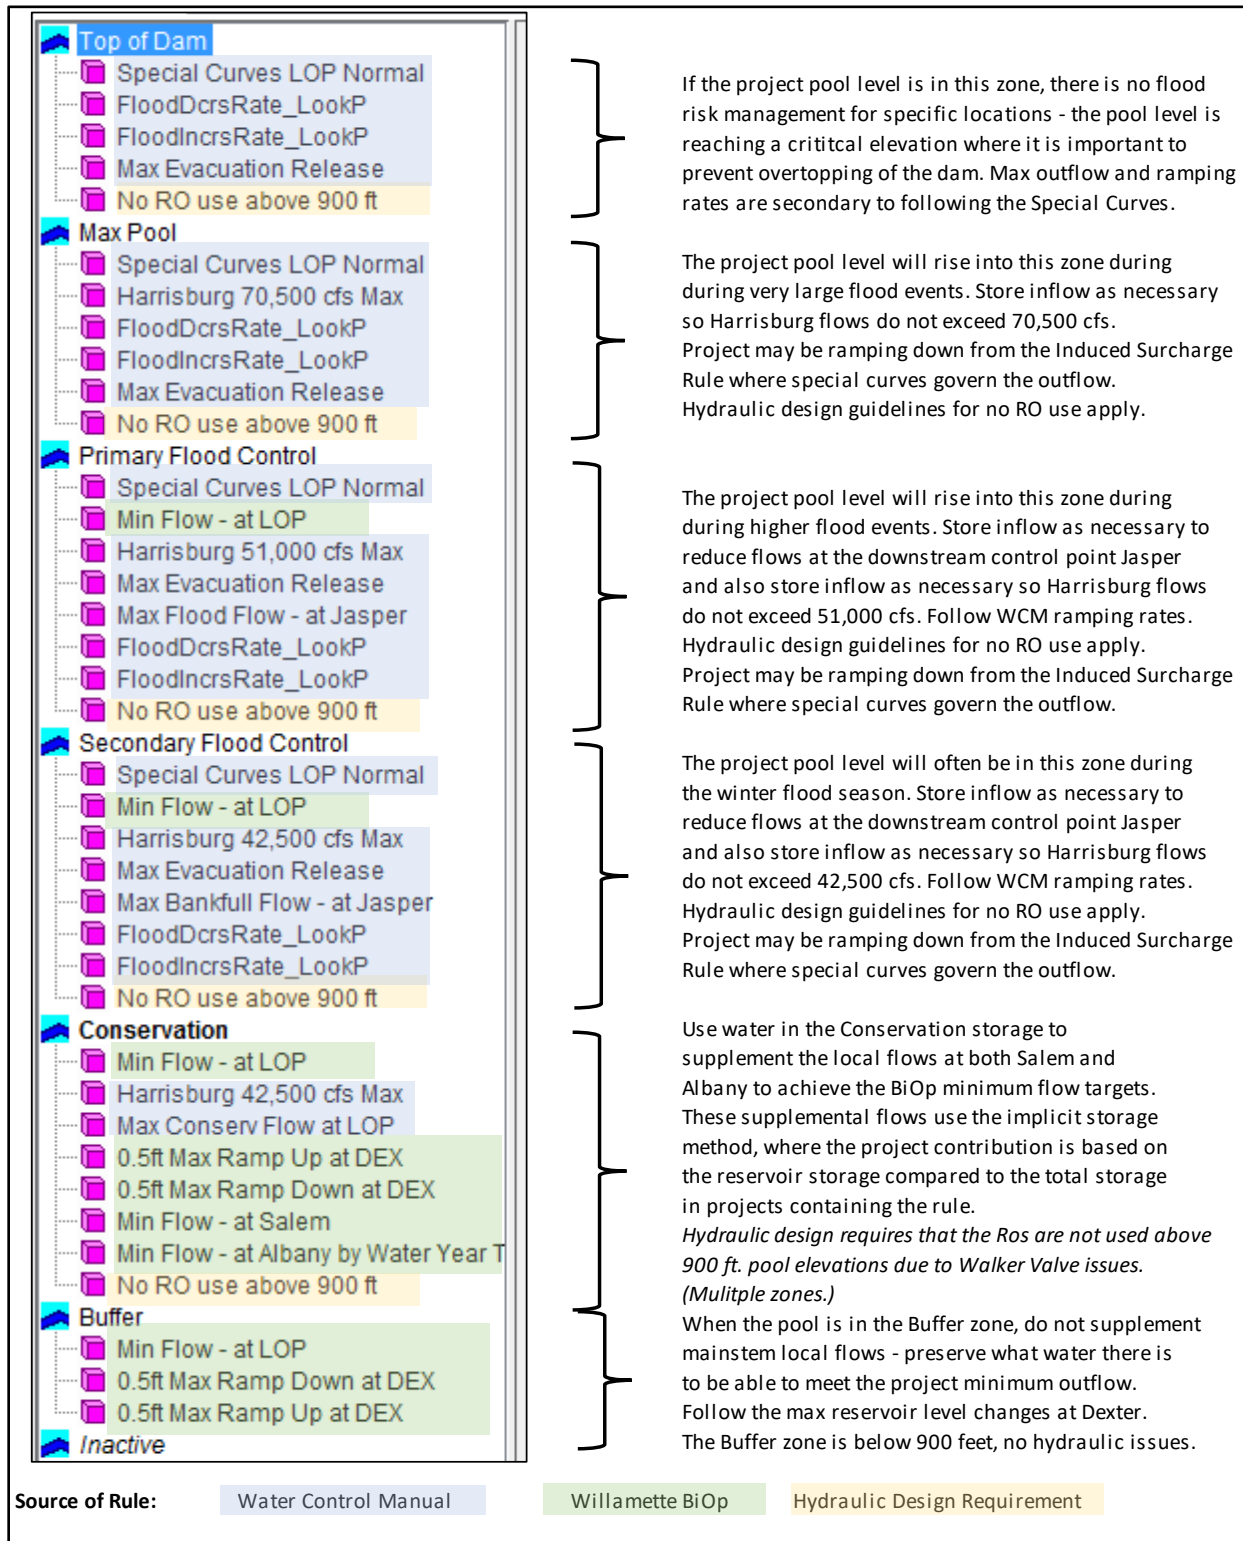 Top of Dam
Special Curves LOP Normal
FloodDcrsRate_LookP
FloodIncrsRate_LookP
Max Evacuation Release
No RO use above 900 ft
If the project pool level is in this zone, there is no flood
risk management for specific locations - the pool level is
reaching a crititcal elevation where it is important to
prevent overtopping of the dam. Max outflow and ramping
rates are secondary to following the Special Curves.
Max Pool
Special Curves LOP Normal
Harrisburg 70,500 cfs Max
FloodDcrsRate_LookP
FloodIncrsRate_LookP
Max Evacuation Release
No RO use above 900 ft
The project pool level will rise into this zone during
during very large flood events. Store inflow as necessary
so Harrisburg flows do not exceed 70,500 cfs.
Project may be ramping down from the Induced Surcharge
Rule where special curves govern the outflow.
Hydraulic design guidelines for no RO use apply.
Primary Flood Control
Special Curves LOP Normal
Min Flow - at LOP
Harrisburg 51,000 cfs Max
Max Evacuation Release
Max Flood Flow - at Jasper
FloodDcrsRate_LookP
FloodIncrsRate_LookP
No RO use above 900 ft
The project pool level will rise into this zone during
during higher flood events. Store inflow as necessary to
reduce flows at the downstream control point Jasper
and also store inflow as necessary so Harrisburg flows
do not exceed 51,000 cfs. Follow WCM ramping rates.
Hydraulic design guidelines for no RO use apply.
Project may be ramping down from the Induced Surcharge
Rule where special curves govern the outflow.
Secondary Flood Control
Special Curves LOP Normal
Min Flow - at LOP
Harrisburg 42,500 cfs Max
Max Evacuation Release
Max Bankfull Flow - at Jasper
FloodDcrsRate_LookP
FloodIncrsRate_LookP
No RO use above 900 ft
The project pool level will often be in this zone during
the winter flood season. Store inflow as necessary to
reduce flows at the downstream control point Jasper
and also store inflow as necessary so Harrisburg flows
do not exceed 42,500 cfs. Follow WCM ramping rates.
Hydraulic design guidelines for no RO use apply.
Project may be ramping down from the Induced Surcharge
Rule where special curves govern the outflow.
Conservation
Min Flow - at LOP
Harrisburg 42,500 cfs Max
Max Conserv Flow at LOP
0.5ft Max Ramp Up at DEX
0.5ft Max Ramp Down at DEX
Min Flow - at Salem
Min Flow - at Albany by Water Year T
No RO use above 900 ft
Use water in the Conservation storage to
supplement the local flows at both Salem and
Albany to achieve the BiOp minimum flow targets.
These supplemental flows use the implicit storage
method, where the project contribution is based on
the reservoir storage compared to the total storage
in projects containing the rule.
Hydraulic design requires that the Ros are not used above
900 ft. pool elevations due to Walker Valve issues.
(Mulitple zones.)
Buffer
Min Flow - at LOP
0.5ft Max Ramp Down at DEX
0.5ft Max Ramp Up at DEX
When the pool is in the Buffer zone, do not supplement
mainstem local flows - preserve what water there is
to be able to meet the project minimum outflow.
Follow the max reservoir level changes at Dexter.
The Buffer zone is below 900 feet, no hydraulic issues.
Inactive
Source of Rule: Water Control Manual Willamette BiOp Hydraulic Design Requirement